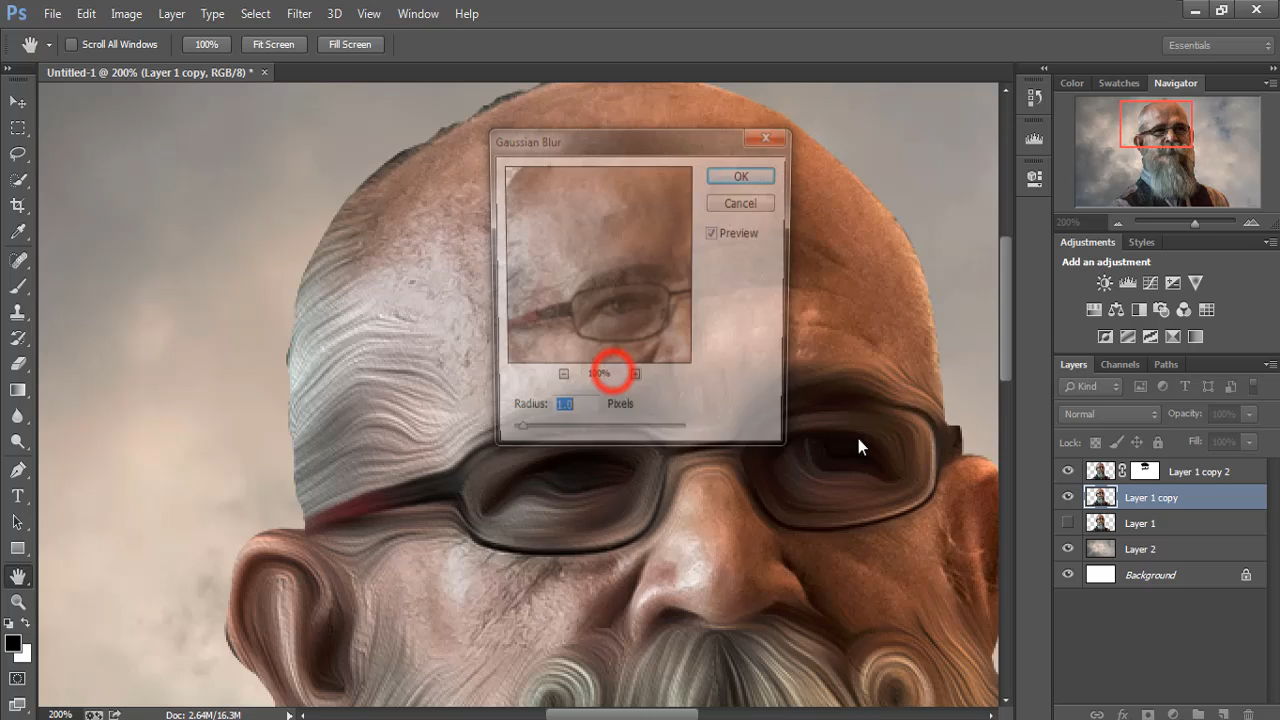 Ps File Edit Image Layer Type Select Filter 3D View Window Help
Scroll All Windows 100% Fit Screen Fill Screen Essentials
Untitled-1 @ 200% (Layer 1 copy, RGB/8) *
Color Swatches Navigator
Gaussian Blur
OK
Cancel
Preview
100%
Radius: 1.0 Pixels
200%
Adjustments Styles
Add an adjustment
Layers Channels Paths
Kind
Normal Opacity: 100%
Lock: Fill: 100%
Layer 1 copy 2
Layer 1 copy
Layer 1
Layer 2
Background
200% Doc: 2.64M/16.3M